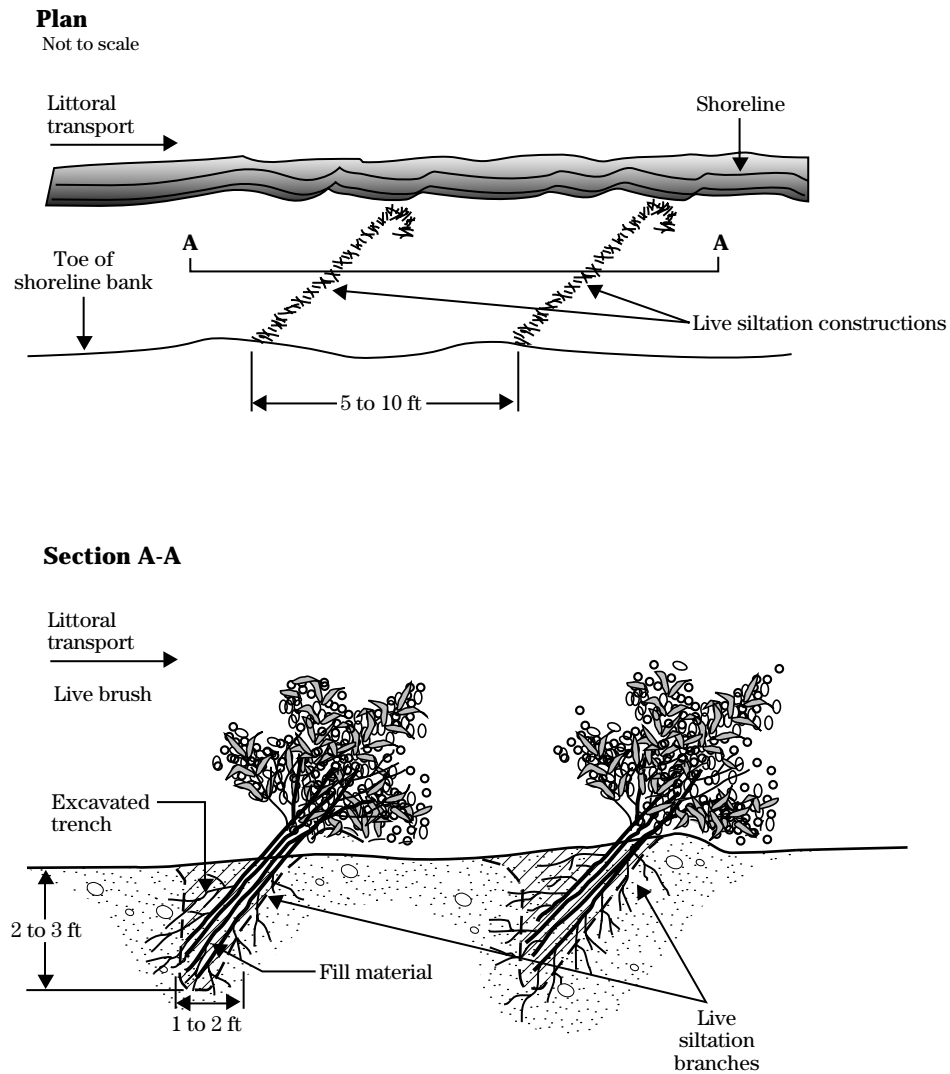 Plan
Not to scale
Littoral
transport
Shoreline
A
A
Toe of
shoreline bank
Live siltation constructions
5 to 10 ft
Section A-A
Littoral
transport
Live brush
Excavated
trench
2 to 3 ft
Fill material
1 to 2 ft
Live
siltation
branches